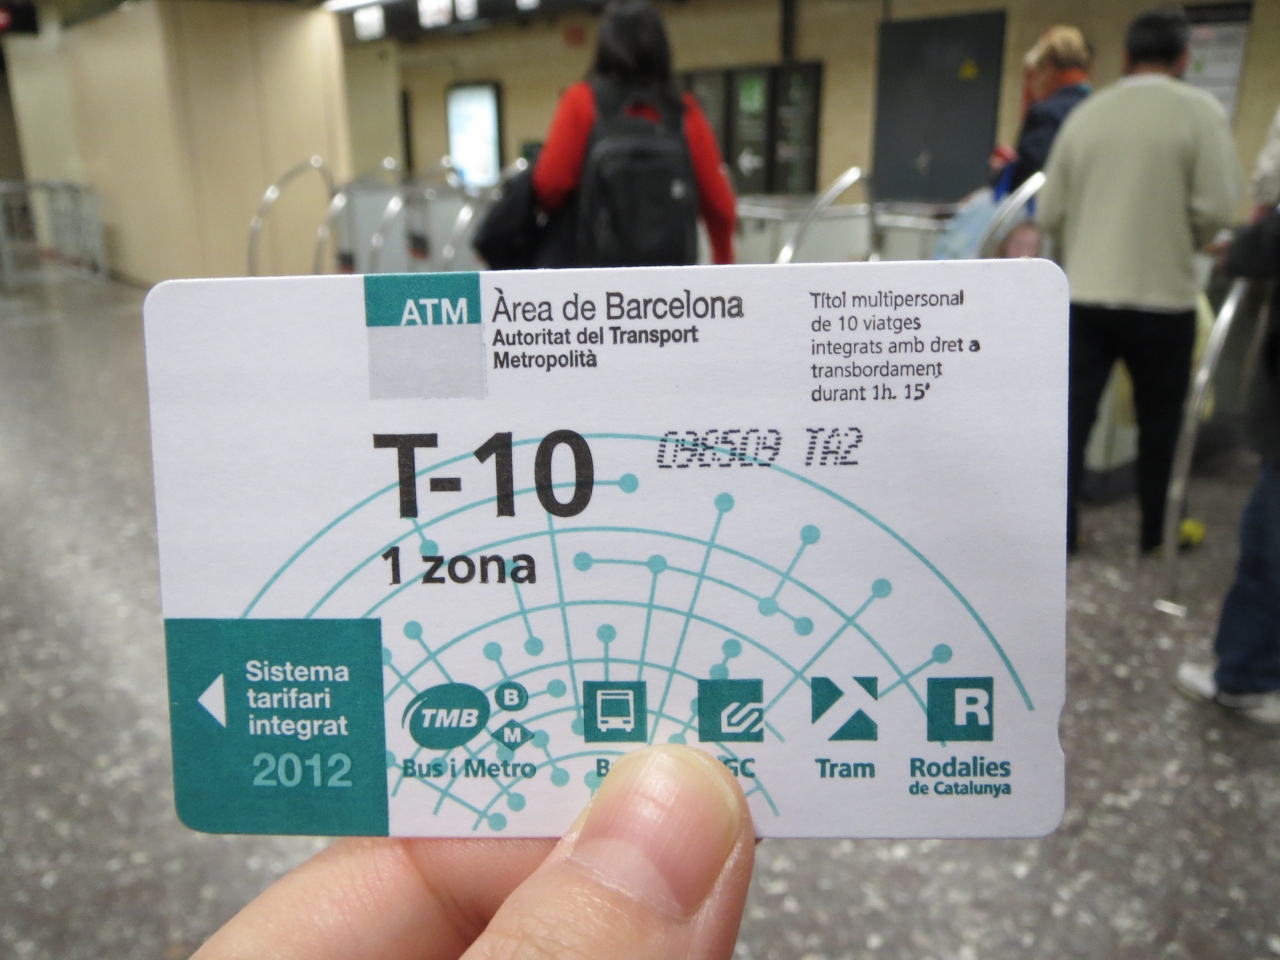 ATM
Àrea de Barcelona
Autoritat del Transport
Metropolità
Títol multipersonal
de 10 viatges
integrats amb dret a
transbordament
durant 1h. 15'
T-10
098509 TA2
1 zona
Sistema
tarifari
integrat
2012
TMB
B
M
R
Bus i Metro
Tram
Rodalies
de Catalunya